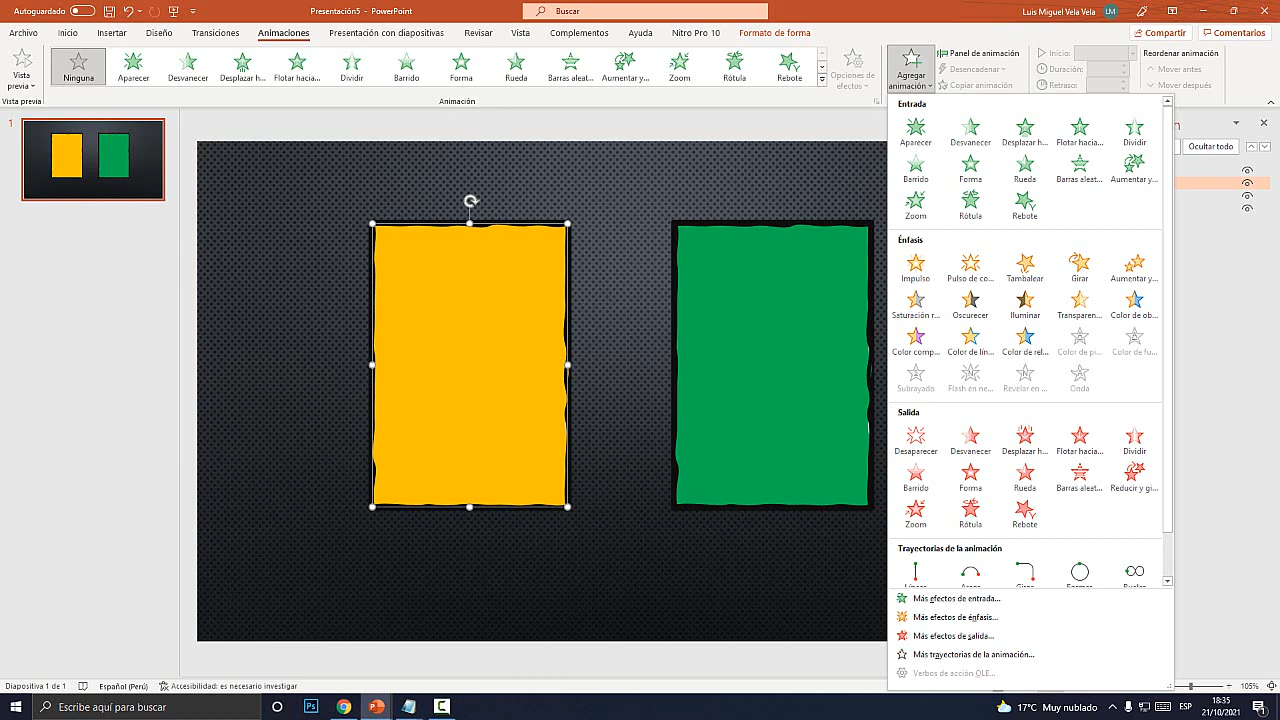 Autoguardado
Presentación5 - PowerPoint
Buscar
Luis Miguel Vela Vela
LM
Archivo
Inicio
Insertar
Diseño
Transiciones
Animaciones
Presentación con diapositivas
Revisar
Vista
Complementos
Ayuda
Nitro Pro 10
Formato de forma
Compartir
Comentarios
Vista previa
Ninguna
Aparecer
Desvanecer
Desplazar h...
Flotar hacia...
Dividir
Barrido
Forma
Rueda
Barras aleat...
Aumentar y...
Zoom
Rótula
Rebote
Opciones de efectos
Agregar animación
Panel de animación
Desencadenar
Copiar animación
Inicio:
Duración:
Retraso:
Reordenar animación
Mover antes
Mover después
Vista previa
Animación
Entrada
Aparecer
Desvanecer
Desplazar h...
Flotar hacia...
Dividir
Barrido
Forma
Rueda
Barras aleat...
Aumentar y...
Zoom
Rótula
Rebote
Énfasis
Impulso
Pulso de co...
Tambalear
Girar
Aumentar y...
Saturación r...
Oscurecer
Iluminar
Transparen...
Color de ob...
Color comp...
Color de lín...
Color de rel...
Color de pi...
Color de fu...
Subrayado
Flash en ne...
Revelar en ...
Onda
Salida
Desaparecer
Desvanecer
Desplazar h...
Flotar hacia...
Dividir
Barrido
Forma
Rueda
Barras aleat...
Reducir y gi...
Zoom
Rótula
Rebote
Trayectorias de la animación
Más efectos de entrada...
Más efectos de énfasis...
Más efectos de salida...
Más trayectorias de la animación...
Verbos de acción OLE...
Ocultar todo
1
Diapositiva 1 de 1
Español (Perú)
Accesibilidad: es necesario investigar
105%
Escribe aquí para buscar
17°C Muy nublado
ESP
18:35
21/10/2021